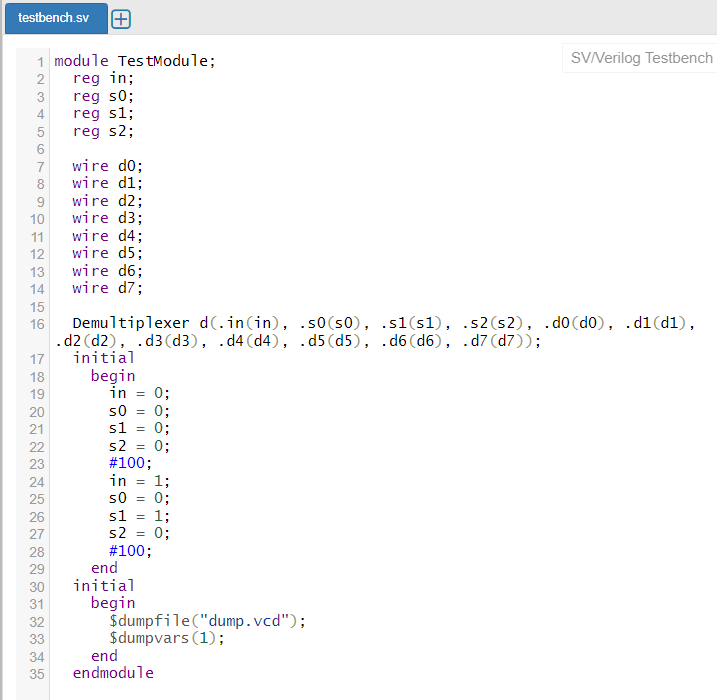 testbench.sv
SV/Verilog Testbench
1 module TestModule;
2 reg in;
3 reg s0;
4 reg s1;
5 reg s2;
6
7 wire d0;
8 wire d1;
9 wire d2;
10 wire d3;
11 wire d4;
12 wire d5;
13 wire d6;
14 wire d7;
15
16 Demultiplexer d(.in(in), .s0(s0), .s1(s1), .s2(s2), .d0(d0), .d1(d1),
.d2(d2), .d3(d3), .d4(d4), .d5(d5), .d6(d6), .d7(d7));
17 initial
18 begin
19 in = 0;
20 s0 = 0;
21 s1 = 0;
22 s2 = 0;
23 #100;
24 in = 1;
25 s0 = 0;
26 s1 = 1;
27 s2 = 0;
28 #100;
29 end
30 initial
31 begin
32 $dumpfile("dump.vcd");
33 $dumpvars(1);
34 end
35 endmodule